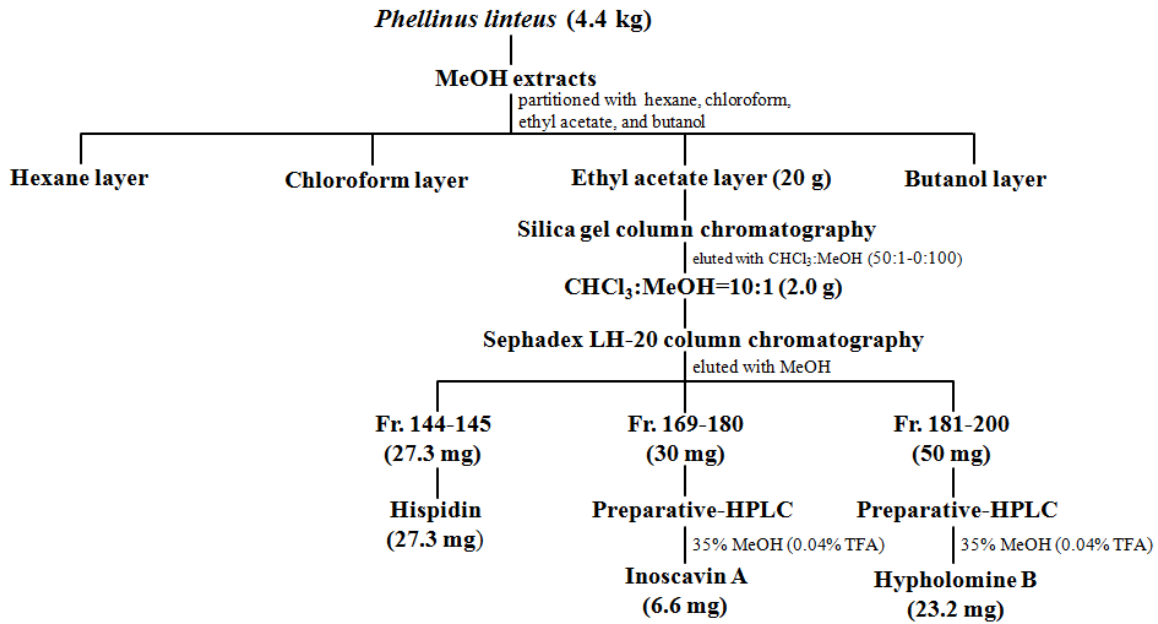 Phellinus linteus (4.4 kg)
MeOH extracts
partitioned with hexane, chloroform,
ethyl acetate, and butanol
Hexane layer
Chloroform layer
Ethyl acetate layer (20 g)
Butanol layer
Silica gel column chromatography
eluted with CHCl₃:MeOH (50:1-0:100)
CHCl₃:MeOH=10:1 (2.0 g)
Sephadex LH-20 column chromatography
eluted with MeOH
Fr. 144-145
(27.3 mg)
Fr. 169-180
(30 mg)
Fr. 181-200
(50 mg)
Hispidin
(27.3 mg)
Preparative-HPLC
Preparative-HPLC
35% MeOH (0.04% TFA)
35% MeOH (0.04% TFA)
Inoscavin A
(6.6 mg)
Hypholomine B
(23.2 mg)